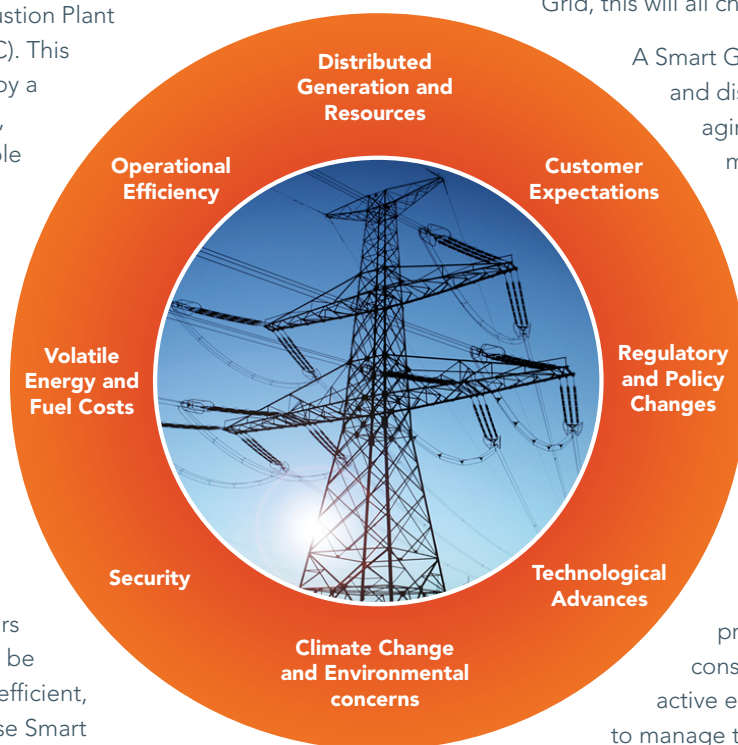 ustion Plant
C). This
by a
ple
Grid, this will all ch
A Smart G
and dis
agin
m
Distributed
Generation and
Resources
Customer
Expectations
Regulatory
and Policy
Changes
Technological
Advances
Climate Change
and Environmental
concerns
Security
Volatile
Energy and
Fuel Costs
Operational
Efficiency
rs
be
efficient,
se Smart
pr
cons
active e
to manage t